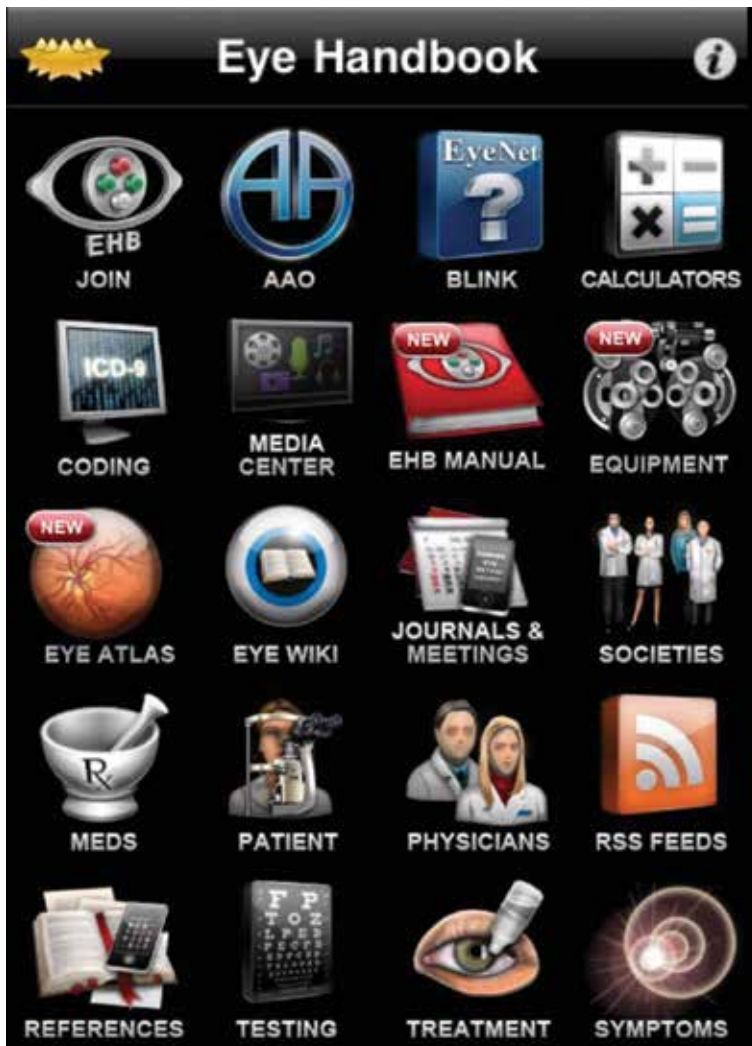 Eye Handbook
i
EHB
JOIN
AAO
EyeNet
?
BLINK
CALCULATORS
ICD-9
CODING
MEDIA
CENTER
NEW
EHB MANUAL
NEW
EQUIPMENT
NEW
EYE ATLAS
EYE WIKI
JOURNALS &
MEETINGS
SOCIETIES
Rx
MEDS
PATIENT
PHYSICIANS
RSS FEEDS
REFERENCES
F P
T O Z
L P E D
P E C F D
TESTING
TREATMENT
SYMPTOMS